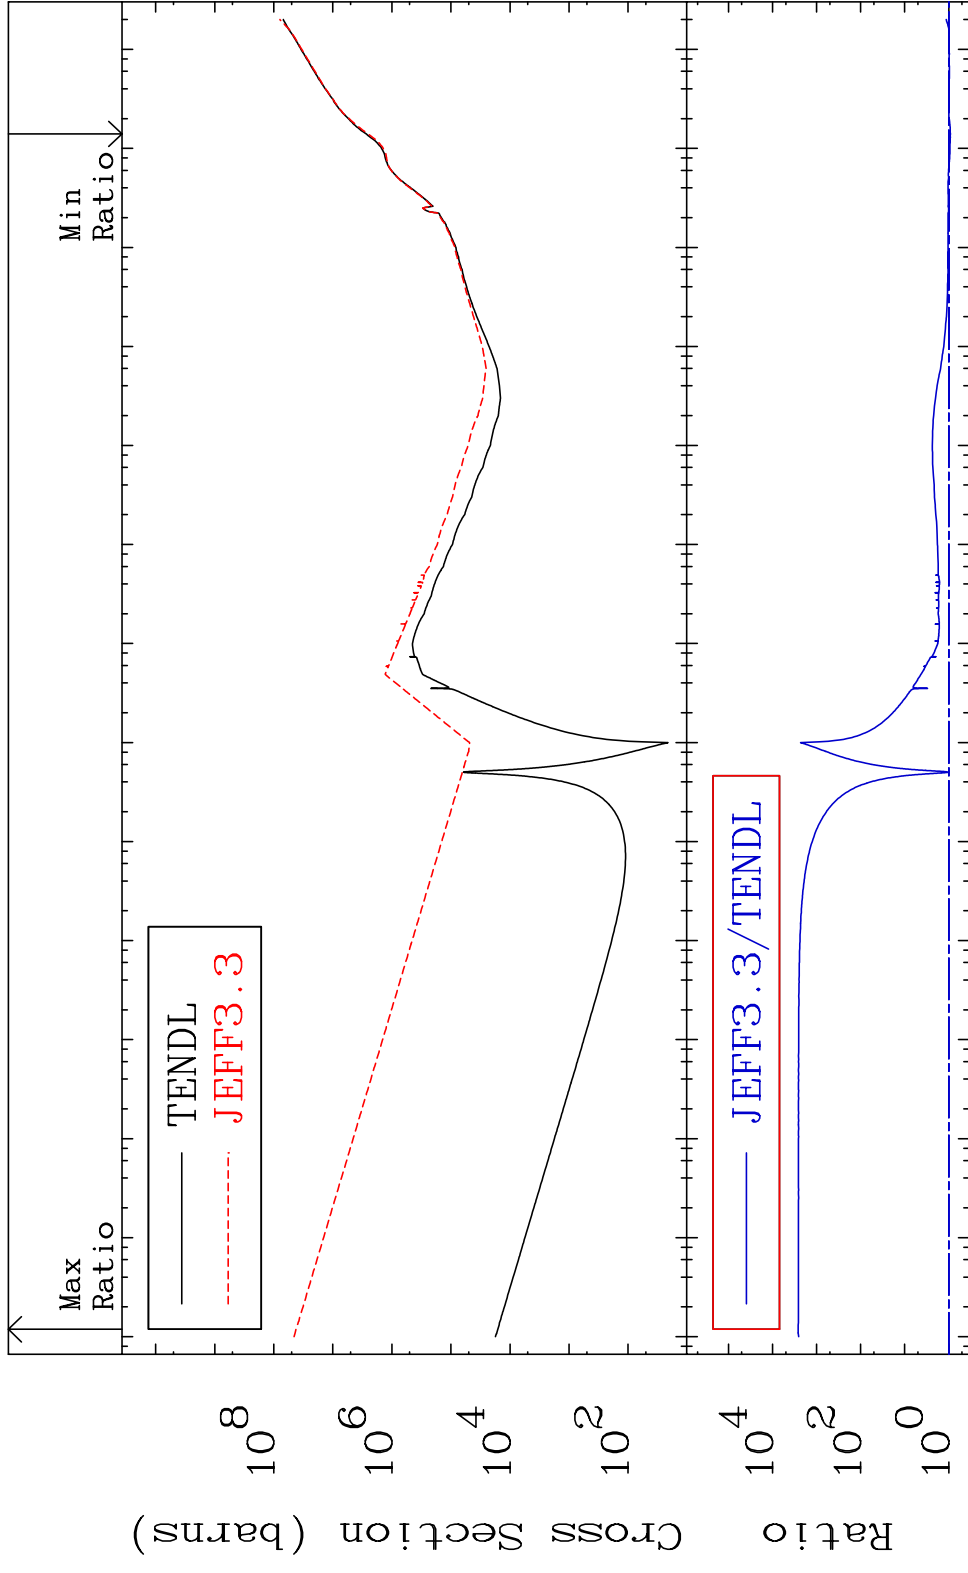 Max
Ratio
Min
Ratio
TENDL
JEFF3.3
Cross Section (barns)
10 8
10 6
10 4
10 2
JEFF3.3/TENDL
Ratio
10 4
10 2
10 0